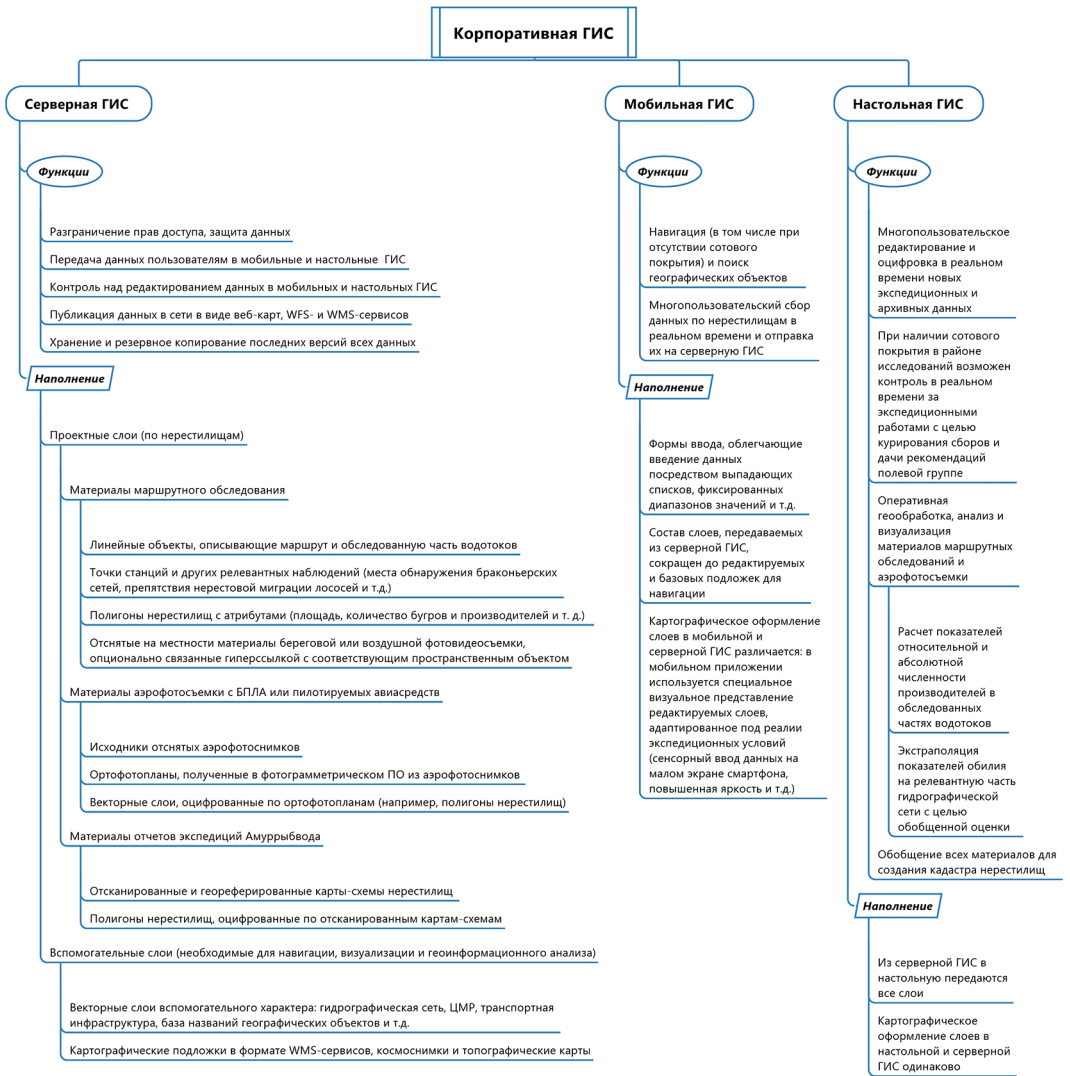 Корпоративная ГИС
Серверная ГИС
Функции
Разграничение прав доступа, защита данных
Передача данных пользователям в мобильные и настольные ГИС
Контроль над редактированием данных в мобильных и настольных ГИС
Публикация данных в сети в виде веб-карт, WFS- и WMS-сервисов
Хранение и резервное копирование последних версий всех данных
Наполнение
Проектные слои (по нерестилищам)
Материалы маршрутного обследования
Линейные объекты, описывающие маршрут и обследованную часть водотоков
Точки станций и других релевантных наблюдений (места обнаружения браконьерских
сетей, препятствия нерестовой миграции лососей и т.д.)
Полигоны нерестилищ с атрибутами (площадь, количество бугров и производителей и т. д.)
Отснятые на местности материалы береговой или воздушной фотовидеосъемки,
опционально связанные гиперссылкой с соответствующим пространственным объектом
Материалы аэрофотосъемки с БПЛА или пилотируемых авиасредств
Исходники отснятых аэрофотоснимков
Ортофотопланы, полученные в фотограмметрическом ПО из аэрофотоснимков
Векторные слои, оцифрованные по ортофотопланам (например, полигоны нерестилищ)
Материалы отчетов экспедиций Амуррыбвода
Отсканированные и геореферированные карты-схемы нерестилищ
Полигоны нерестилищ, оцифрованные по отсканированным картам-схемам
Вспомогательные слои (необходимые для навигации, визуализации и геоинформационного анализа)
Векторные слои вспомогательного характера: гидрографическая сеть, ЦМР, транспортная
инфраструктура, база названий географических объектов и т.д.
Картографические подложки в формате WMS-сервисов, космоснимки и топографические карты
Мобильная ГИС
Функции
Навигация (в том числе при
отсутствии сотового
покрытия) и поиск
географических объектов
Многопользовательский сбор
данных по нерестилищам в
реальном времени и отправка
их на серверную ГИС
Наполнение
Формы ввода, облегчающие
введение данных
посредством выпадающих
списков, фиксированных
диапазонов значений и т.д.
Состав слоев, передаваемых
из серверной ГИС,
сокращен до редактируемых
и базовых подложек для
навигации
Картографическое оформление
слоев в мобильной и
серверной ГИС различается: в
мобильном приложении
используется специальное
визуальное представление
редактируемых слоев,
адаптированное под реалии
экспедиционных условий
(сенсорный ввод данных на
малом экране смартфона,
повышенная яркость и т.д.)
Настольная ГИС
Функции
Многопользовательское
редактирование и
оцифровка в реальном
времени новых
экспедиционных и
архивных данных
При наличии сотового
покрытия в районе
исследований возможен
контроль в реальном
времени за
экспедиционными
работами с целью
курирования сборов и
дачи рекомендаций
полевой группе
Оперативная
геообработка, анализ и
визуализация
материалов маршрутных
обследований и
аэрофотосъемки
Расчет показателей
относительной и
абсолютной
численности
производителей в
обследованных
частях водотоков
Экстраполяция
показателей обилия
на релевантную часть
гидрографической
сети с целью
обобщенной оценки
Обобщение всех материалов для
создания кадастра нерестилищ
Наполнение
Из серверной ГИС в
настольную передаются
все слои
Картографическое
оформление слоев в
настольной и серверной
ГИС одинаково